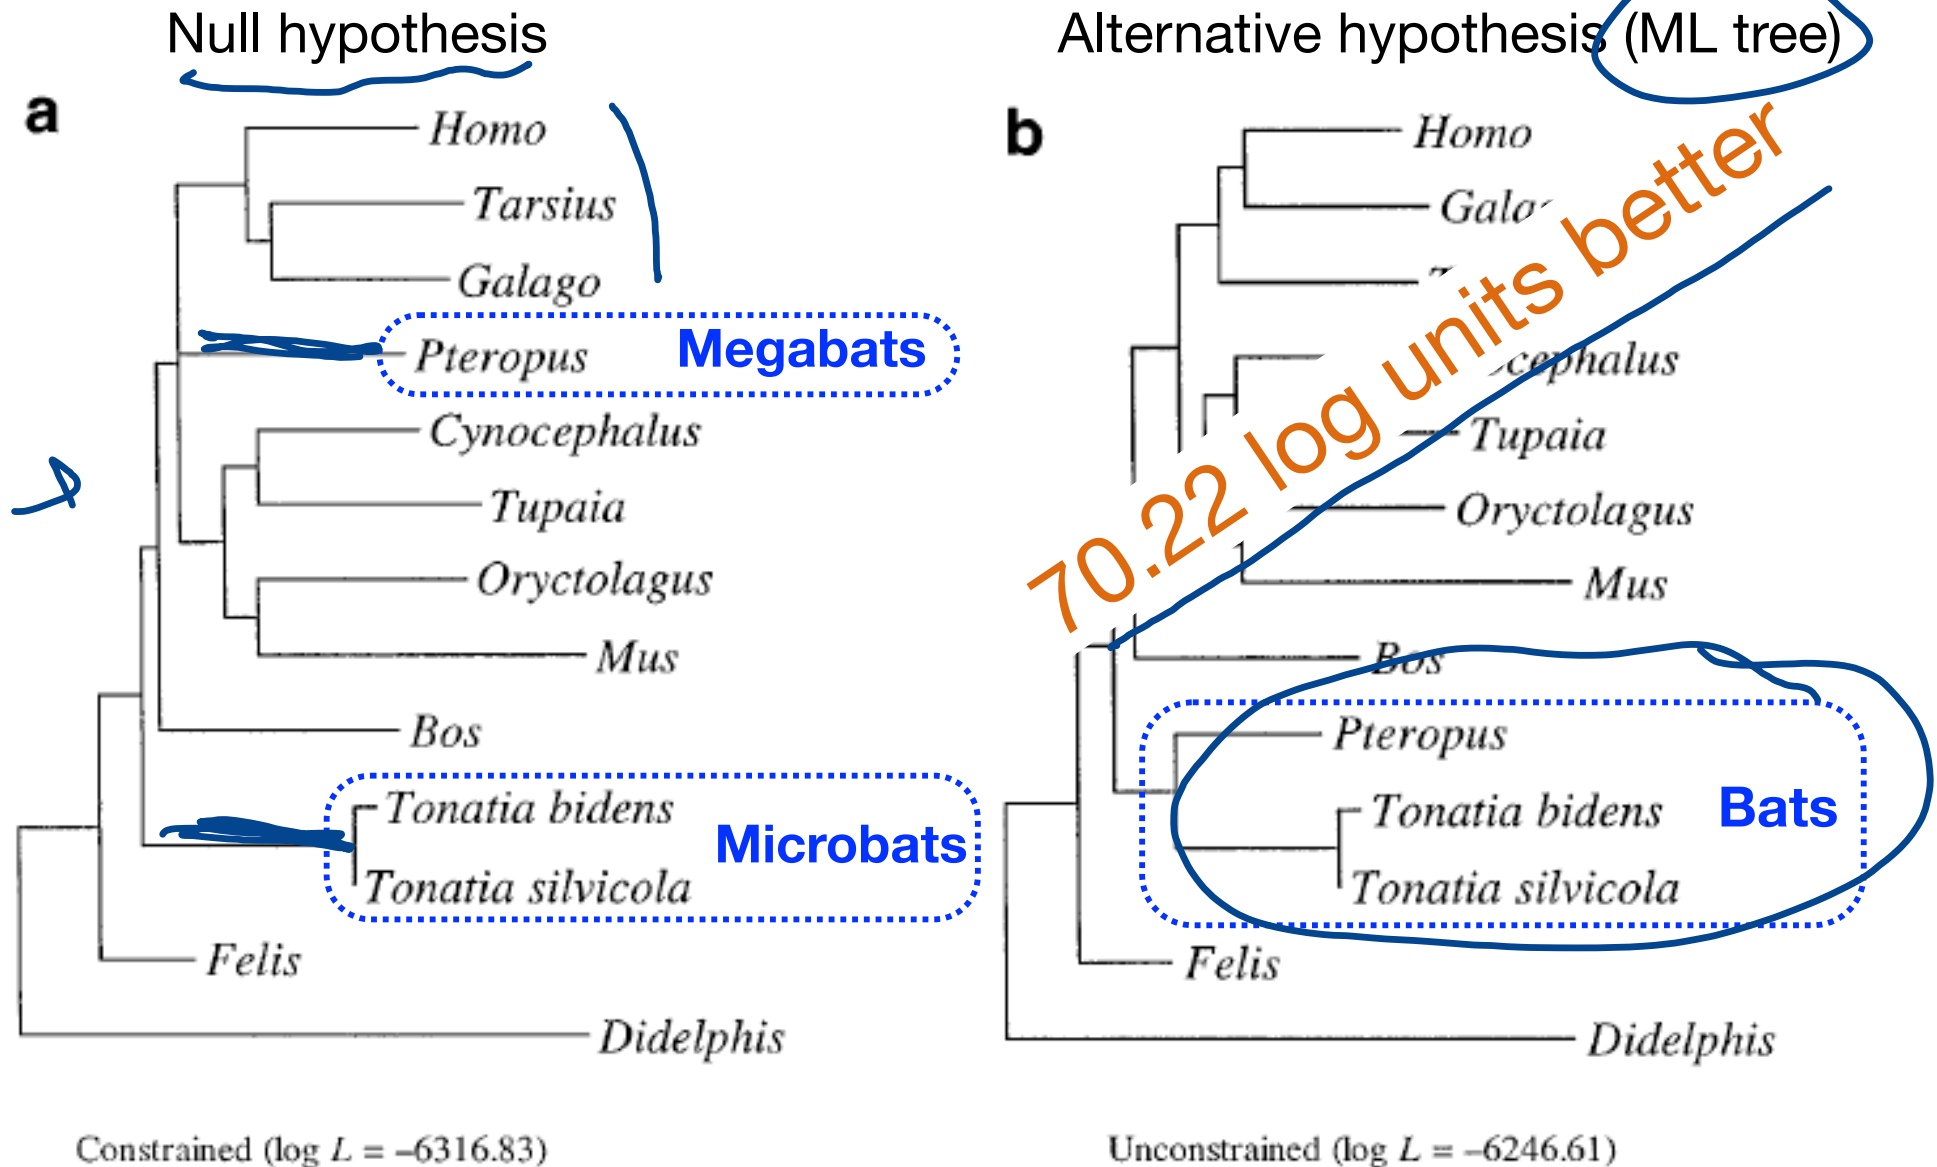 Null hypothesis
a
Homo
Tarsius
Galago
Pteropus
Megabats
Cynocephalus
Tupaia
Oryctolagus
Mus
Bos
Tonatia bidens
Microbats
Tonatia silvicola
Felis
Didelphis
Constrained (log L = –6316.83)
Alternative hypothesis (ML tree)
b
Homo
70.22 log units better
Tupaia
Oryctolagus
Mus
Bos
Pteropus
Tonatia bidens
Bats
Tonatia silvicola
Felis
Didelphis
Unconstrained (log L = –6246.61)